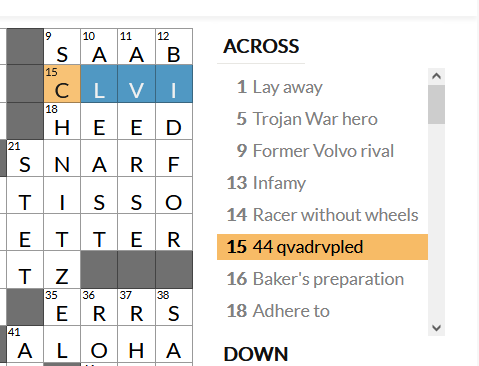 9 10 11 12
S A A B
15
C L V I
18
H E E D
21
S N A R F
T I S S O
E T T E R
T Z
35 36 37 38
E R R S
41
A L O H A
ACROSS
1 Lay away
5 Trojan War hero
9 Former Volvo rival
13 Infamy
14 Racer without wheels
15 44 qvadrvpled
16 Baker's preparation
18 Adhere to
DOWN